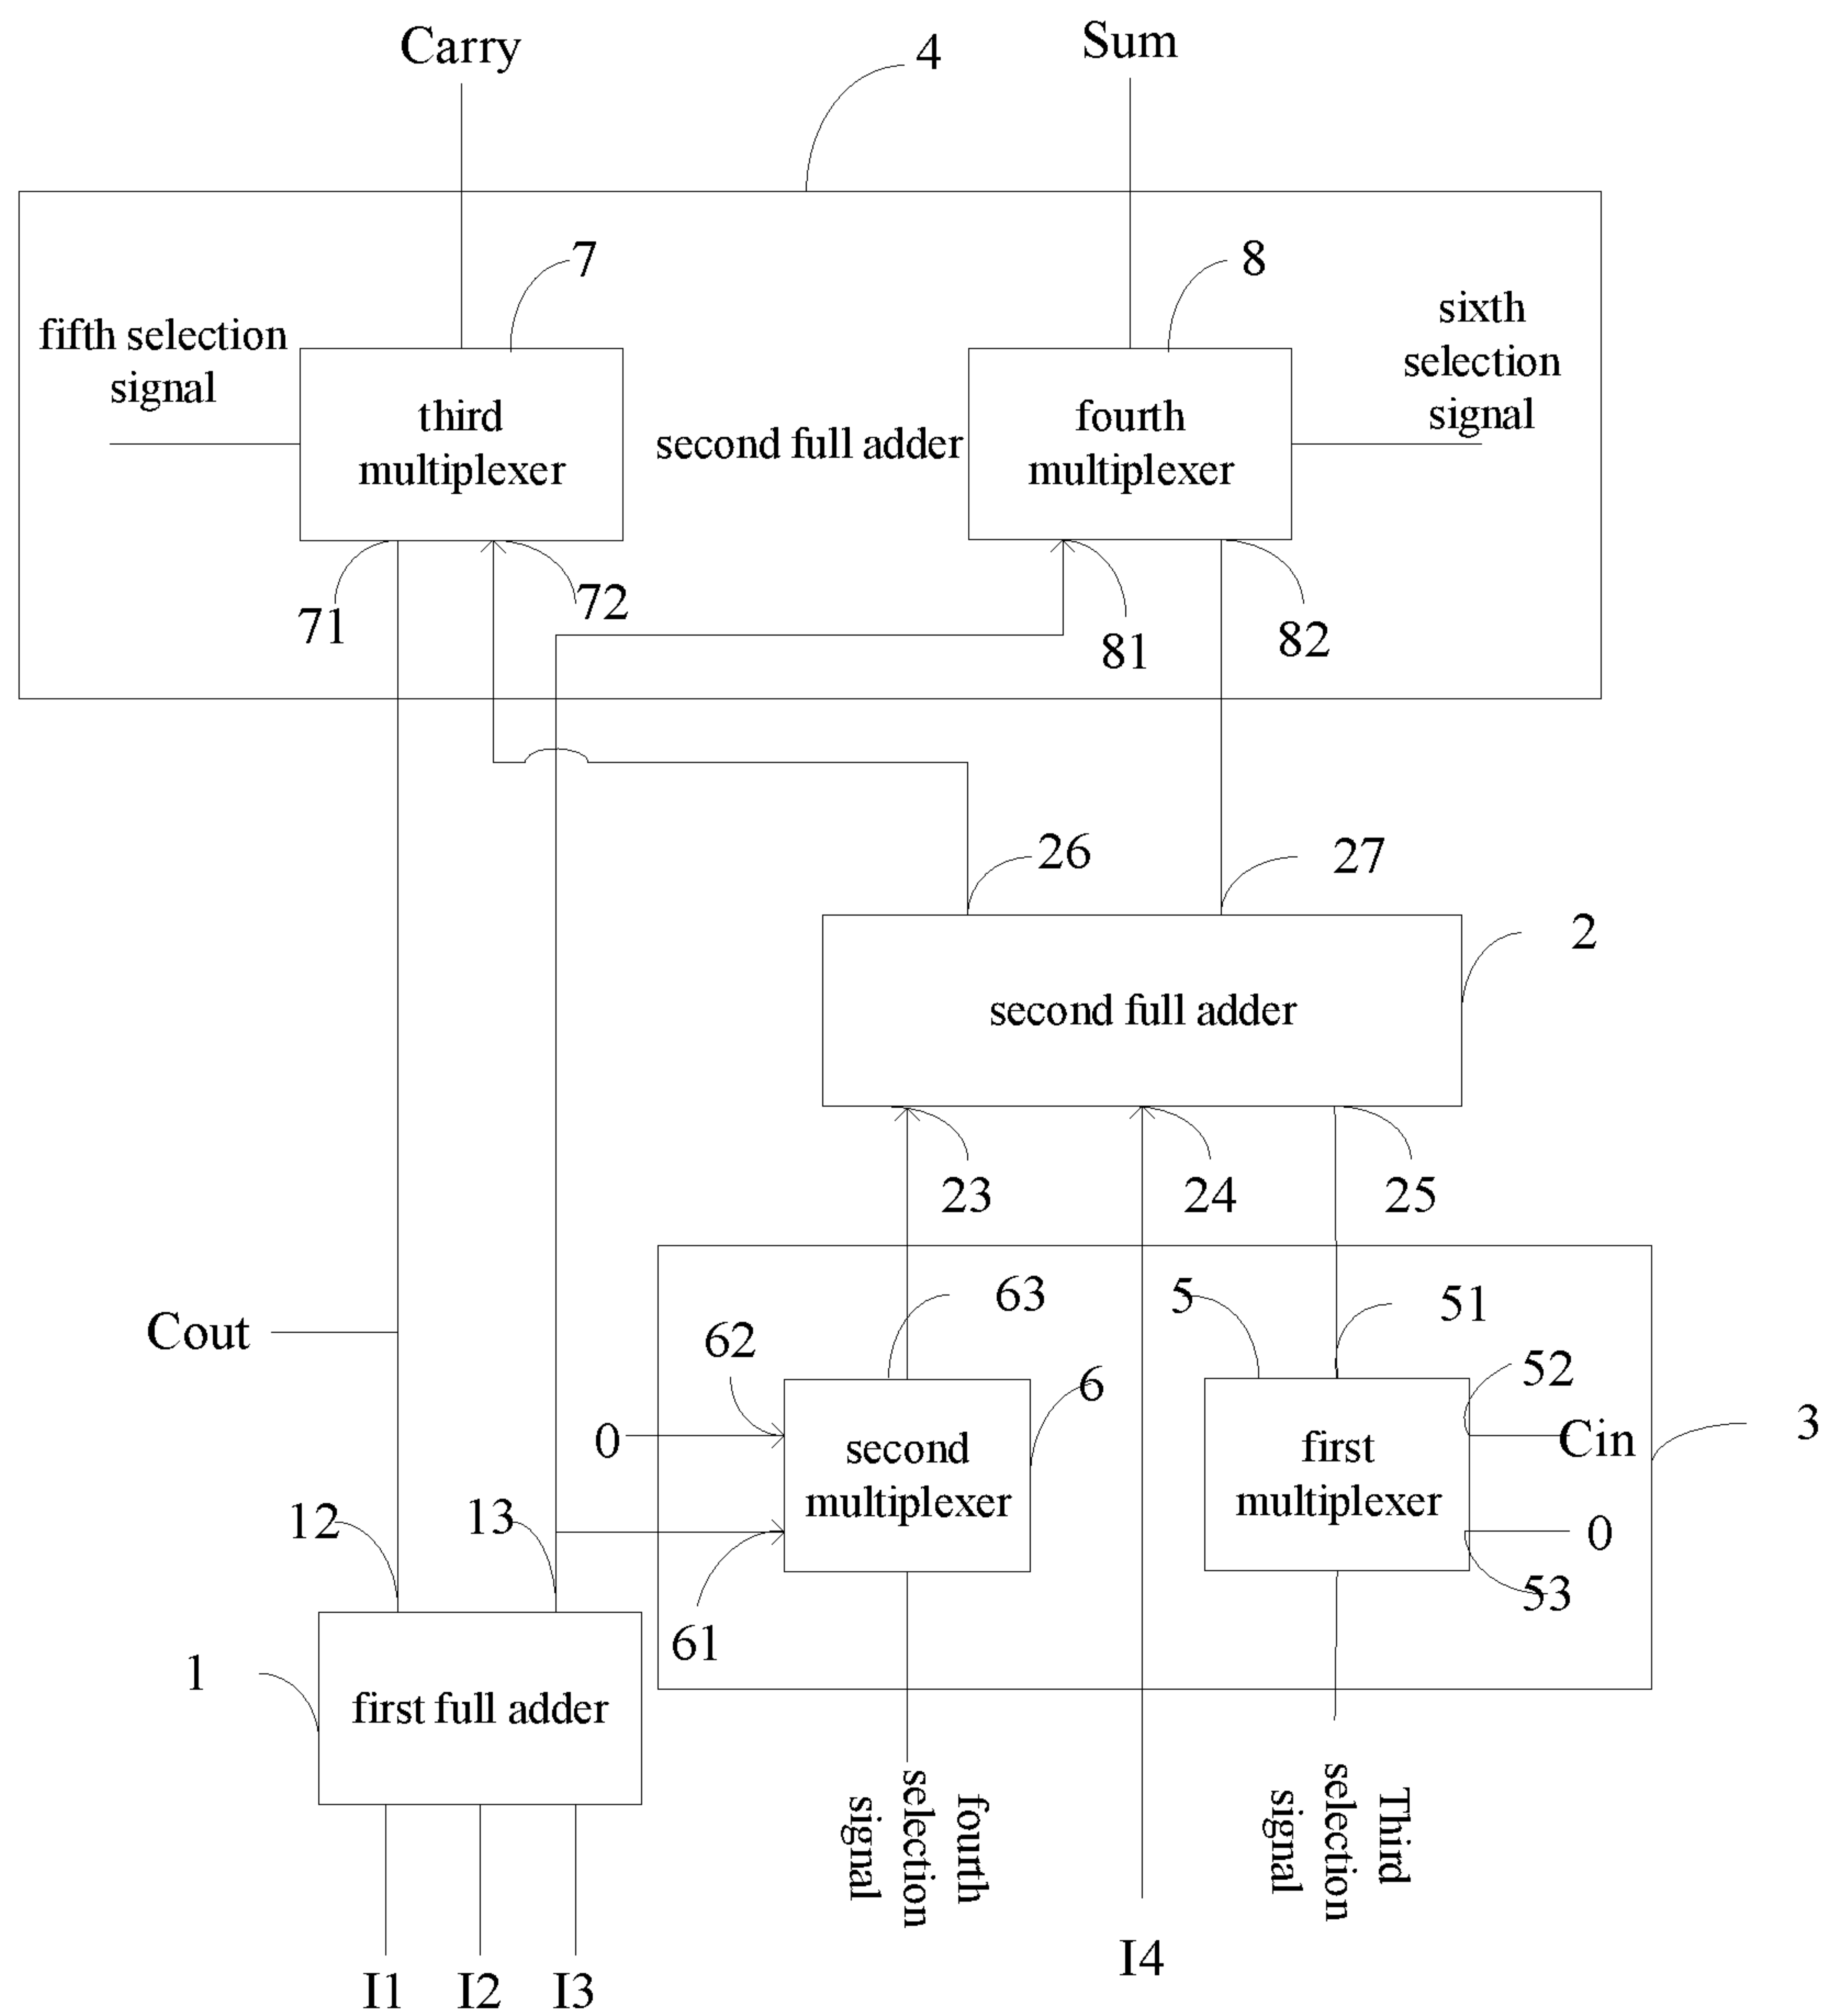 Carry
4
Sum
7
8
fifth selection
signal
sixth
selection
signal
third
multiplexer
second full adder
fourth
multiplexer
71
72
81
82
26
27
2
second full adder
23
24
25
63
5
51
62
6
52
Cout
0
second
multiplexer
first
multiplexer
Cin
3
12
13
0
61
53
1
first full adder
fourth
selection
signal
Third
selection
signal
I4
I1
I2
I3